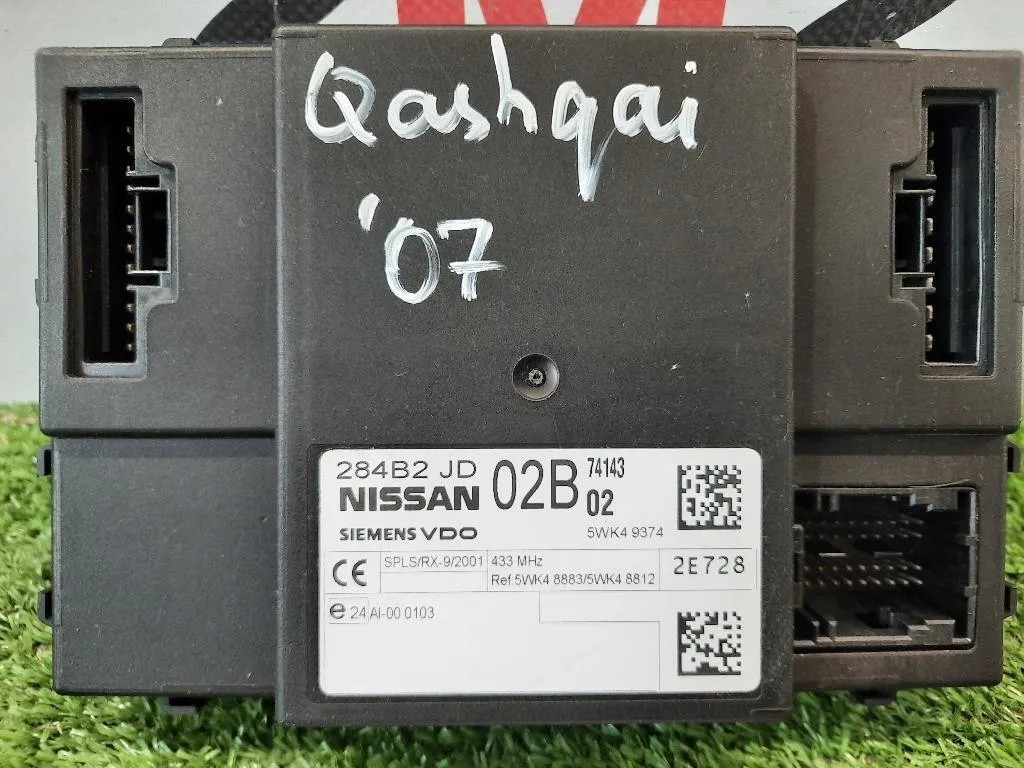 Qashqai
'07
284B2 JD 02B 74143
NISSAN 02
SIEMENS VDO 5WK4 9374
CE SPLS/RX-9/2001 433 MHz 2E728
Ref.5WK4 8883/5WK4 8812
e 24 AI-00 0103